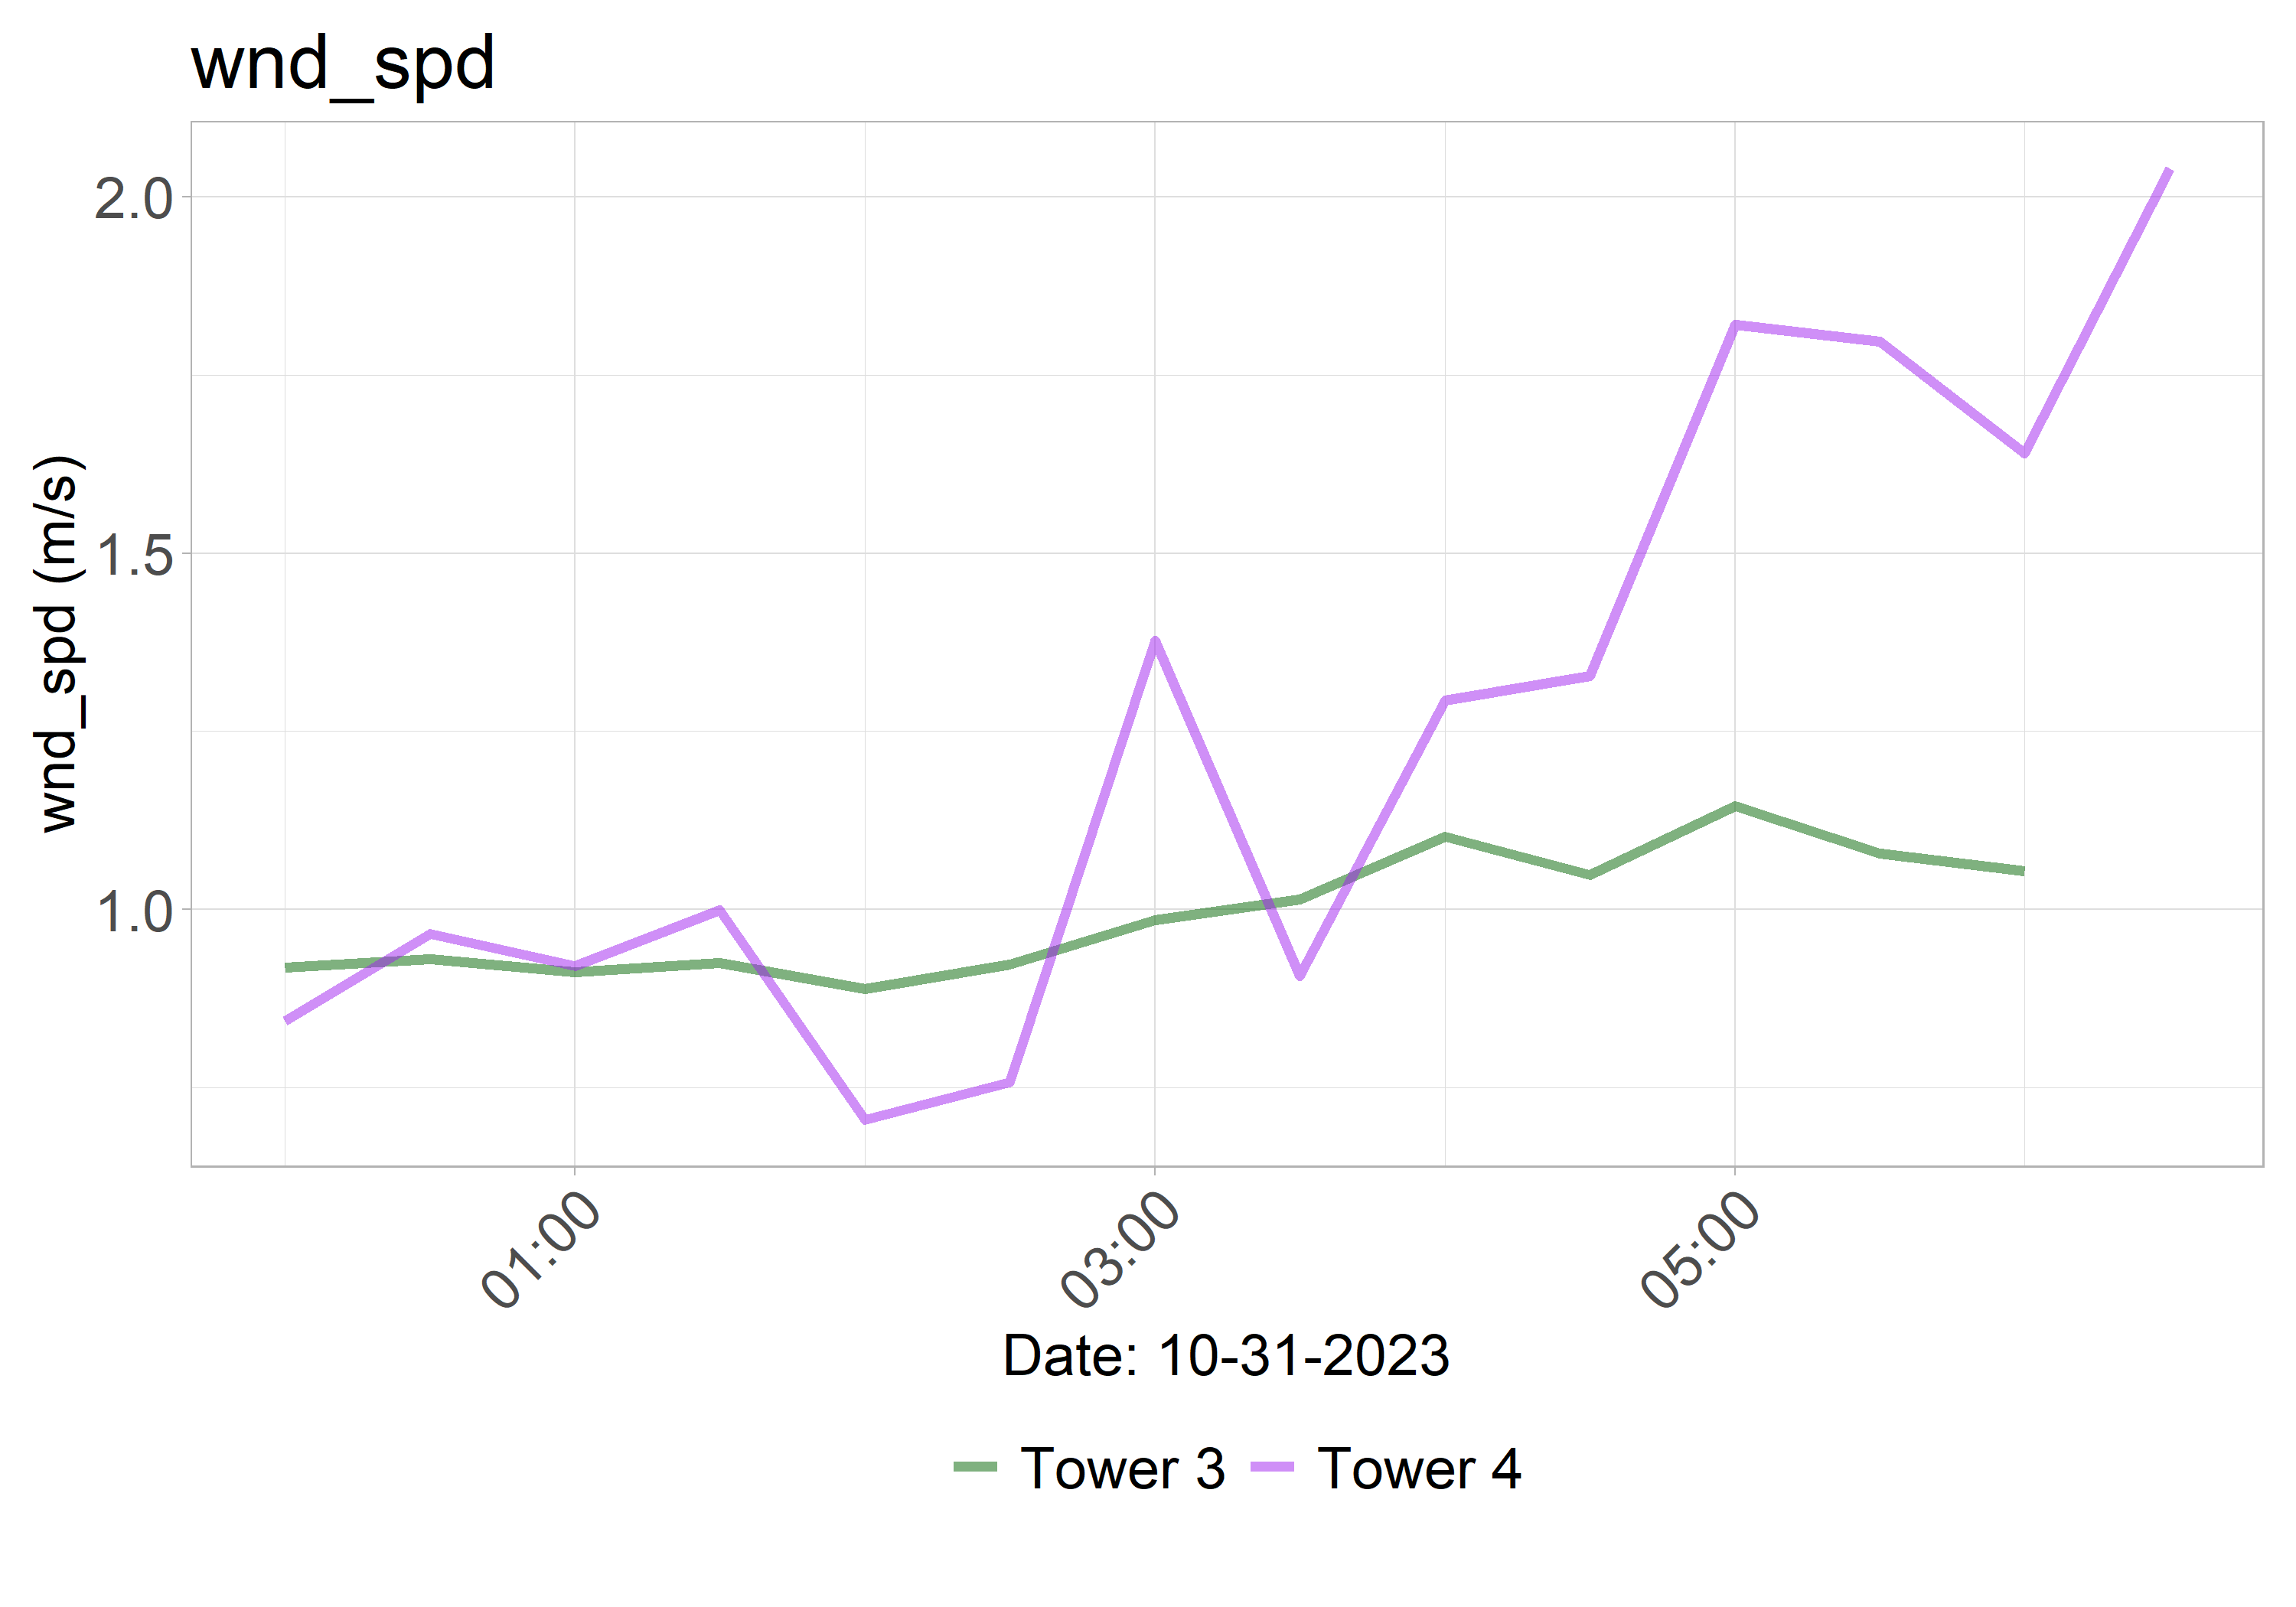 wnd_spd
wnd_spd (m/s)
2.0
1.5
1.0
01:00
03:00
05:00
Date: 10-31-2023
Tower 3
Tower 4